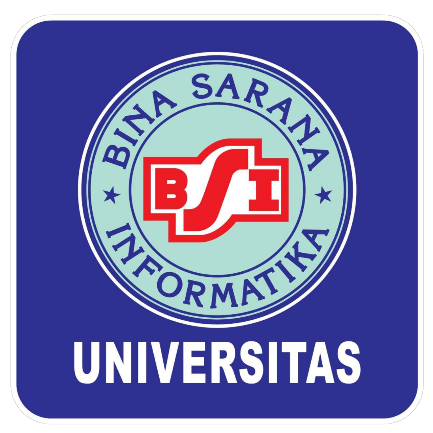 BINA SARANA
BSI
INFORMATIKA
UNIVERSITAS